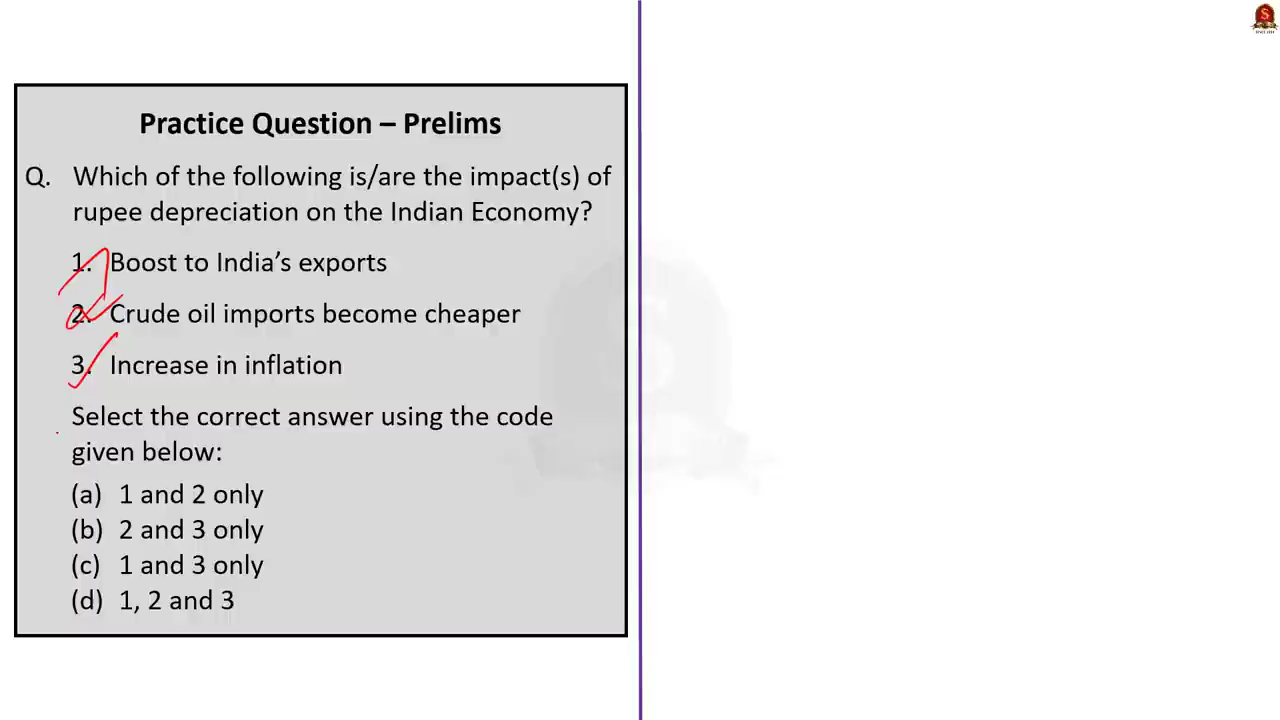 Practice Question – Prelims
Q. Which of the following is/are the impact(s) of
rupee depreciation on the Indian Economy?
1. Boost to India’s exports
2. Crude oil imports become cheaper
3. Increase in inflation
Select the correct answer using the code
given below:
(a) 1 and 2 only
(b) 2 and 3 only
(c) 1 and 3 only
(d) 1, 2 and 3